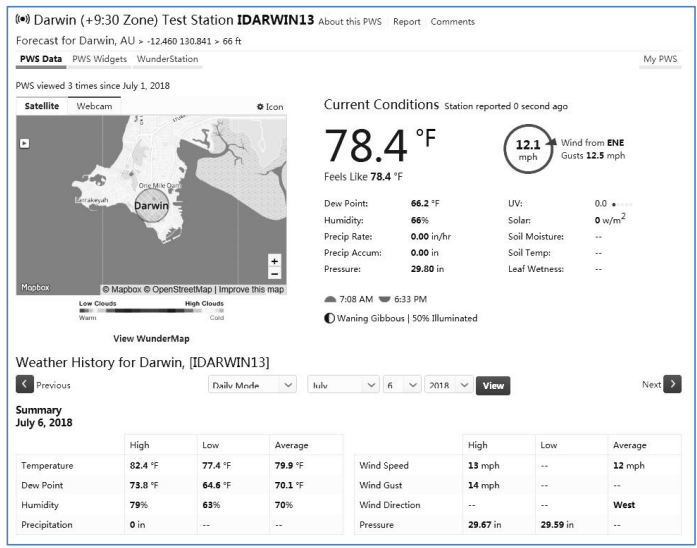 Darwin (+9:30 Zone) Test Station IDARWIN13 About this PWS | Report | Comments
Forecast for Darwin, AU > -12.460 130.841 > 66 ft
PWS Data PWS Widgets WunderStation My PWS
PWS viewed 3 times since July 1, 2018
Satellite Webcam Icon
One Mile Dam
Larrakeyah
Darwin
+
−
Mapbox
© Mapbox © OpenStreetMap | Improve this map
Low Clouds High Clouds
Warm Cold
View WunderMap
Current Conditions Station reported 0 second ago
78.4 °F
Feels Like 78.4 °F
12.1 mph
Wind from ENE
Gusts 12.5 mph
Dew Point: 66.2 °F
Humidity: 66%
Precip Rate: 0.00 in/hr
Precip Accum: 0.00 in
Pressure: 29.80 in
UV: 0.0
Solar: 0 w/m2
Soil Moisture: --
Soil Temp: --
Leaf Wetness: --
7:08 AM 6:33 PM
Waning Gibbous | 50% Illuminated
Weather History for Darwin, [IDARWIN13]
Previous Daily Mode July 6 2018 View Next
Summary
July 6, 2018
High Low Average
Temperature 82.4 °F 77.4 °F 79.9 °F
Dew Point 73.8 °F 64.6 °F 70.1 °F
Humidity 79% 63% 70%
Precipitation 0 in -- --
High Low Average
Wind Speed 13 mph -- 12 mph
Wind Gust 14 mph -- --
Wind Direction -- -- West
Pressure 29.67 in 29.59 in --